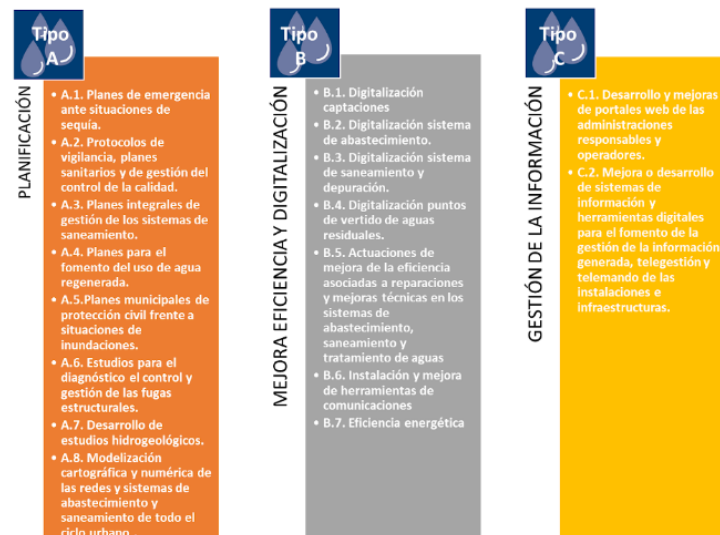 Tipo
A
PLANIFICACIÓN
• A.1. Planes de emergencia
ante situaciones de
sequía.
• A.2. Protocolos de
vigilancia, planes
sanitarios y de gestión del
control de la calidad.
• A.3. Planes integrales de
gestión de los sistemas de
saneamiento.
• A.4. Planes para el
fomento del uso de agua
regenerada.
• A.5.Planes municipales de
protección civil frente a
situaciones de
inundaciones.
• A.6. Estudios para el
diagnóstico el control y
gestión de las fugas
estructurales.
• A.7. Desarrollo de
estudios hidrogeológicos.
• A.8. Modelización
cartográfica y numérica de
las redes y sistemas de
abastecimiento y
saneamiento de todo el
ciclo urbano
Tipo
B
MEJORA EFICIENCIA Y DIGITALIZACIÓN
• B.1. Digitalización
captaciones
• B.2. Digitalización sistema
de abastecimiento.
• B.3. Digitalización sistema
de saneamiento y
depuración.
• B.4. Digitalización puntos
de vertido de aguas
residuales.
• B.5. Actuaciones de
mejora de la eficiencia
asociadas a reparaciones
y mejoras técnicas en los
sistemas de
abastecimiento,
saneamiento y
tratamiento de aguas
• B.6. Instalación y mejora
de herramientas de
comunicaciones
• B.7. Eficiencia energética
Tipo
C
GESTIÓN DE LA INFORMACIÓN
• C.1. Desarrollo y mejoras
de portales web de las
administraciones
responsables y
operadores.
• C.2. Mejora o desarrollo
de sistemas de
información y
herramientas digitales
para el fomento de la
gestión de la información
generada, telegestión y
telemando de las
instalaciones e
infraestructuras.